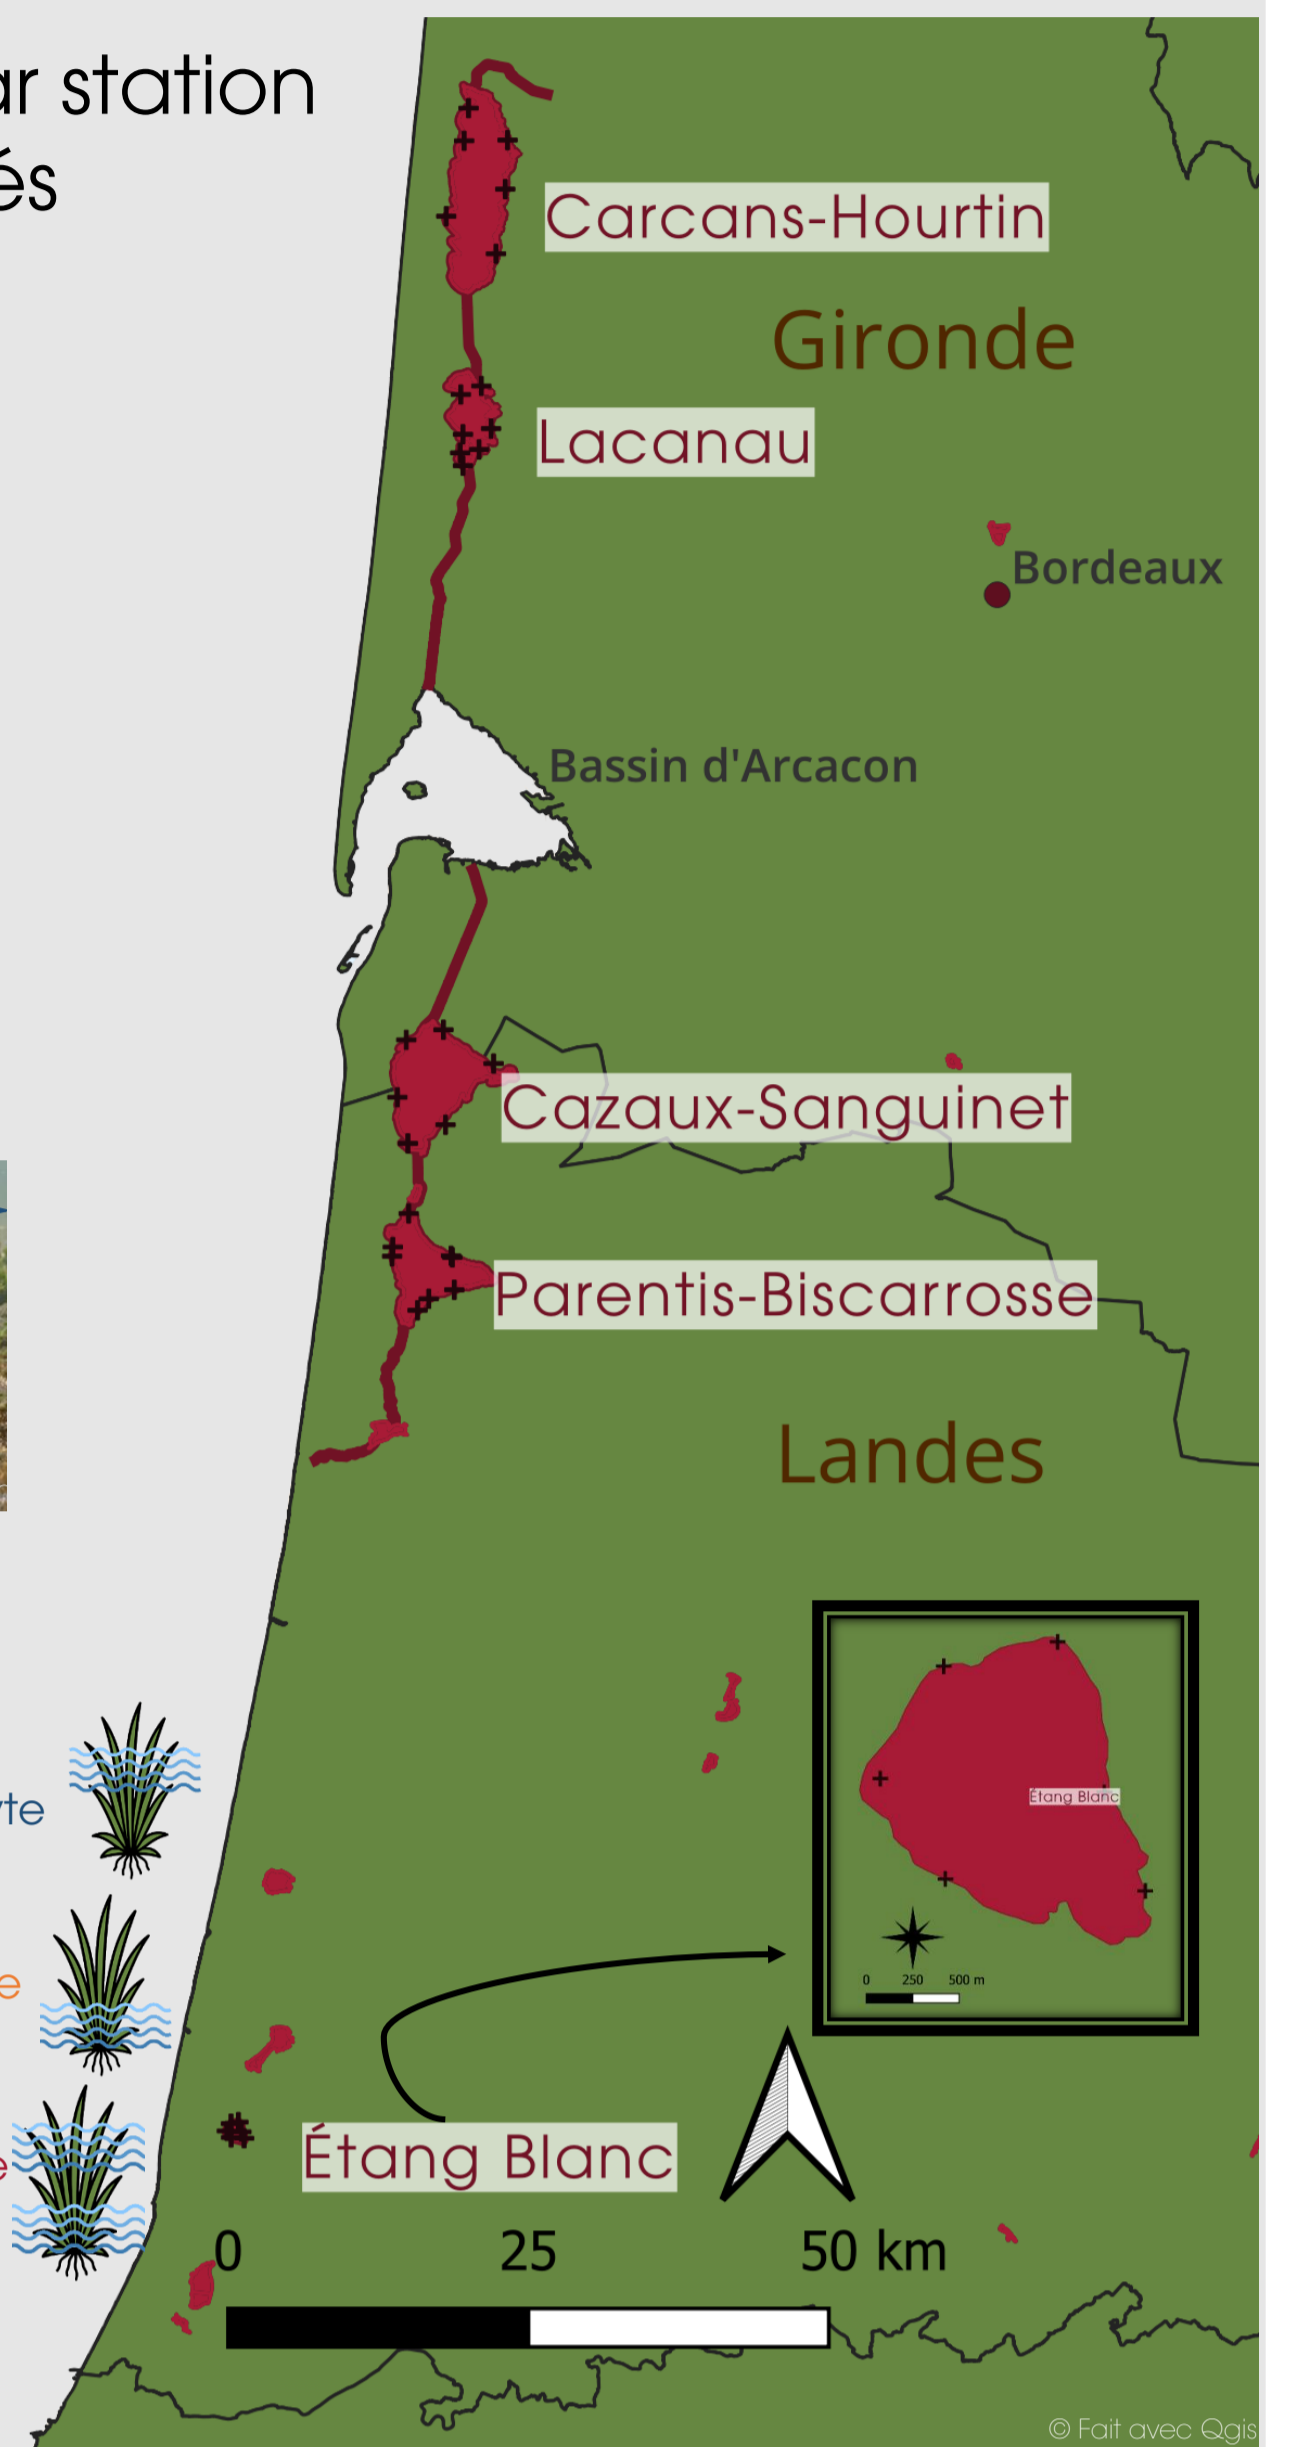 ar station
és
Carcans-Hourtin
Gironde
Lacanau
Bordeaux
Bassin d'Arcacon
Cazaux-Sanguinet
Parentis-Biscarrosse
Landes
Étang Blanc
0 250 500 m
yte
e
e
Étang Blanc
0 25 50 km
© Fait avec Qgis